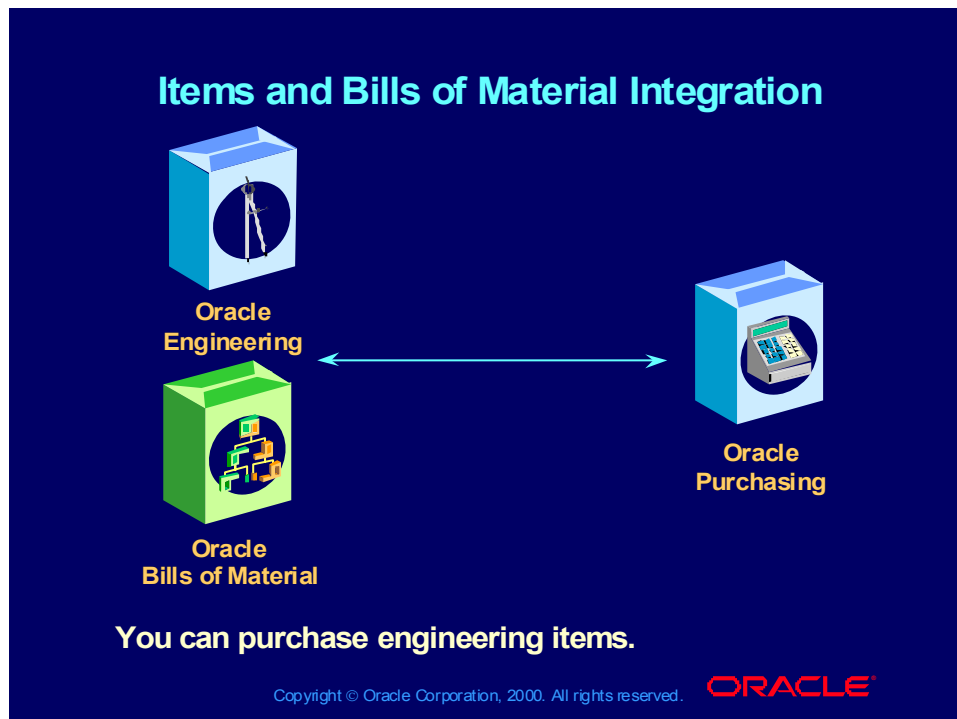 Items and Bills of Material Integration
Oracle
Engineering
Oracle
Purchasing
Oracle
Bills of Material
You can purchase engineering items.
Copyright © Oracle Corporation, 2000. All rights reserved.
ORACLE®